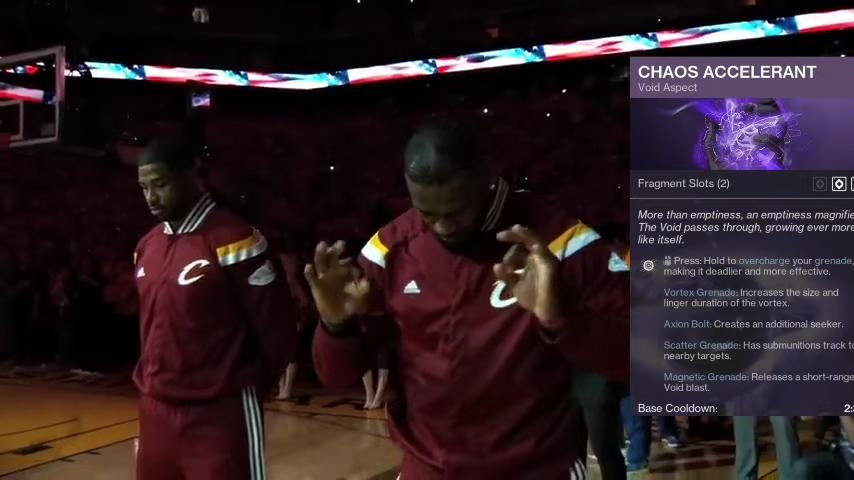 CHAOS ACCELERANT
Void Aspect
Fragment Slots (2)
More than emptiness, an emptiness magnifie
The Void passes through, growing ever more
like itself.
Press: Hold to overcharge your grenade,
making it deadlier and more effective.
Vortex Grenade: Increases the size and
linger duration of the vortex.
Axion Bolt: Creates an additional seeker.
Scatter Grenade: Has submunitions track to
nearby targets.
Magnetic Grenade: Releases a short-range
Void blast.
Base Cooldown: 2:
C
C